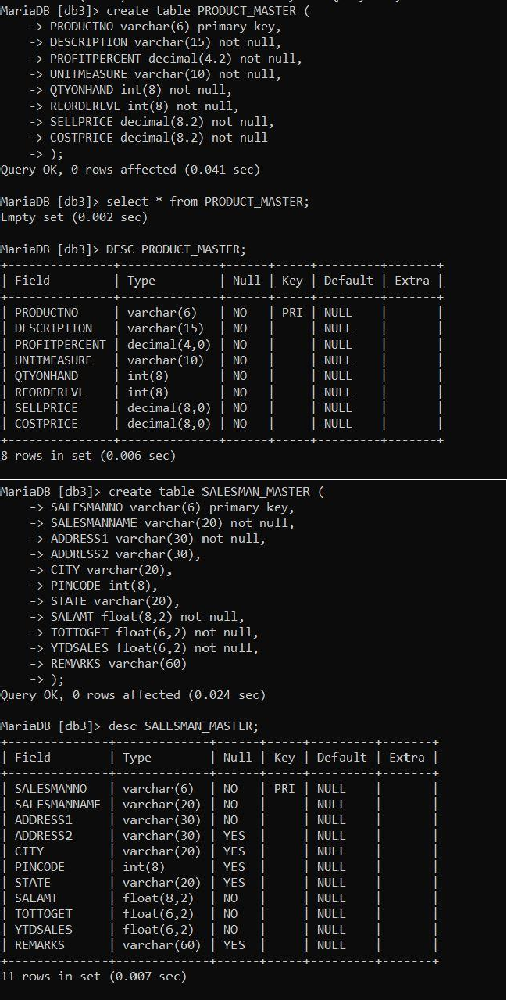 MariaDB [db3]> create table PRODUCT_MASTER (
    -> PRODUCTNO varchar(6) primary key,
    -> DESCRIPTION varchar(15) not null,
    -> PROFITPERCENT decimal(4.2) not null,
    -> UNITMEASURE varchar(10) not null,
    -> QTYONHAND int(8) not null,
    -> REORDERLVL int(8) not null,
    -> SELLPRICE decimal(8.2) not null,
    -> COSTPRICE decimal(8.2) not null
    -> );
Query OK, 0 rows affected (0.041 sec)
MariaDB [db3]> select * from PRODUCT_MASTER;
Empty set (0.002 sec)
MariaDB [db3]> DESC PRODUCT_MASTER;
+---------------+--------------+------+-----+---------+-------+
| Field         | Type         | Null | Key | Default | Extra |
+---------------+--------------+------+-----+---------+-------+
| PRODUCTNO     | varchar(6)   | NO   | PRI | NULL    |       |
| DESCRIPTION   | varchar(15)  | NO   |     | NULL    |       |
| PROFITPERCENT | decimal(4,0) | NO   |     | NULL    |       |
| UNITMEASURE   | varchar(10)  | NO   |     | NULL    |       |
| QTYONHAND     | int(8)       | NO   |     | NULL    |       |
| REORDERLVL    | int(8)       | NO   |     | NULL    |       |
| SELLPRICE     | decimal(8,0) | NO   |     | NULL    |       |
| COSTPRICE     | decimal(8,0) | NO   |     | NULL    |       |
+---------------+--------------+------+-----+---------+-------+
8 rows in set (0.006 sec)
MariaDB [db3]> create table SALESMAN_MASTER (
    -> SALESMANNO varchar(6) primary key,
    -> SALESMANNAME varchar(20) not null,
    -> ADDRESS1 varchar(30) not null,
    -> ADDRESS2 varchar(30),
    -> CITY varchar(20),
    -> PINCODE int(8),
    -> STATE varchar(20),
    -> SALAMT float(8,2) not null,
    -> TOTTOGET float(6,2) not null,
    -> YTDSALES float(6,2) not null,
    -> REMARKS varchar(60)
    -> );
Query OK, 0 rows affected (0.024 sec)
MariaDB [db3]> desc SALESMAN_MASTER;
+--------------+-------------+------+-----+---------+-------+
| Field        | Type        | Null | Key | Default | Extra |
+--------------+-------------+------+-----+---------+-------+
| SALESMANNO   | varchar(6)  | NO   | PRI | NULL    |       |
| SALESMANNAME | varchar(20) | NO   |     | NULL    |       |
| ADDRESS1     | varchar(30) | NO   |     | NULL    |       |
| ADDRESS2     | varchar(30) | YES  |     | NULL    |       |
| CITY         | varchar(20) | YES  |     | NULL    |       |
| PINCODE      | int(8)      | YES  |     | NULL    |       |
| STATE        | varchar(20) | YES  |     | NULL    |       |
| SALAMT       | float(8,2)  | NO   |     | NULL    |       |
| TOTTOGET     | float(6,2)  | NO   |     | NULL    |       |
| YTDSALES     | float(6,2)  | NO   |     | NULL    |       |
| REMARKS      | varchar(60) | YES  |     | NULL    |       |
+--------------+-------------+------+-----+---------+-------+
11 rows in set (0.007 sec)